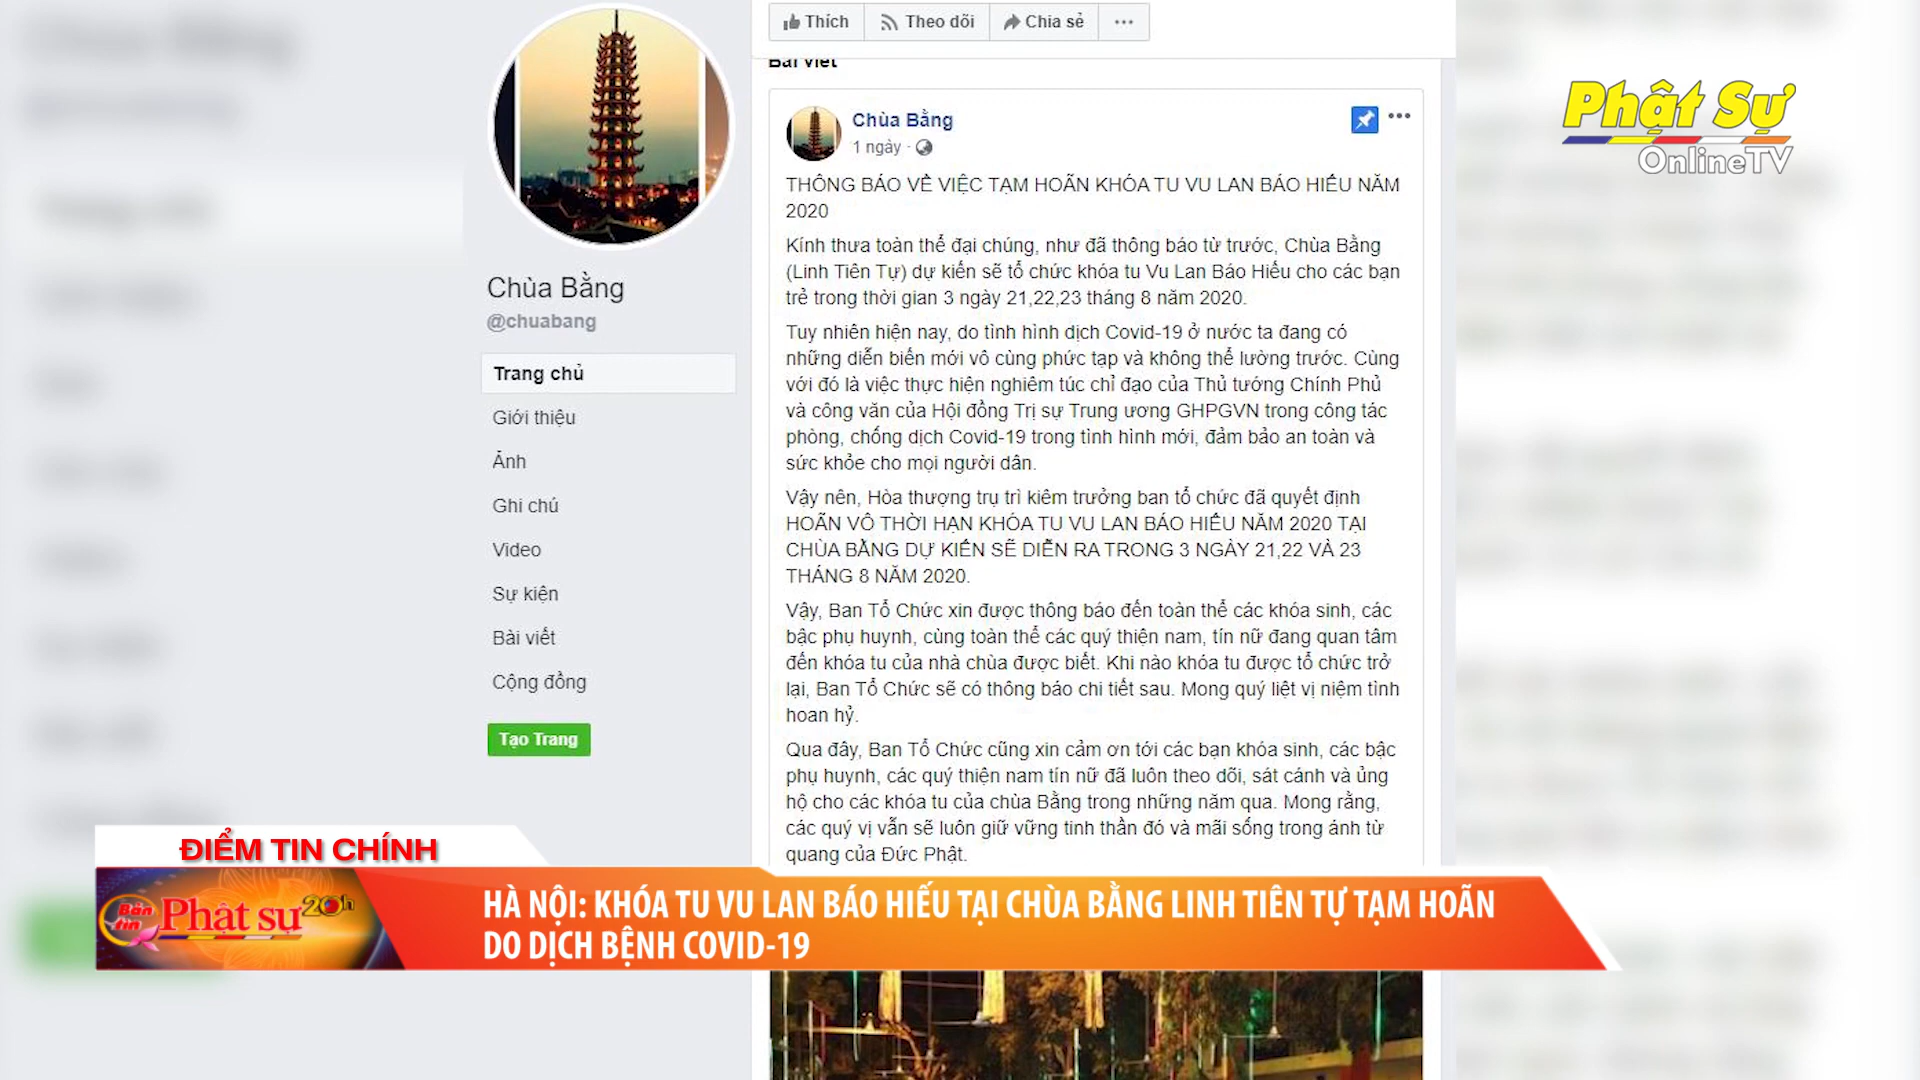 Thích
Theo dõi
Chia sẻ
Bài viết
Phật Sự
OnlineTV
Chùa Bằng
1 ngày
THÔNG BÁO VỀ VIỆC TẠM HOÃN KHÓA TU VU LAN BÁO HIẾU NĂM
2020
Kính thưa toàn thể đại chúng, như đã thông báo từ trước, Chùa Bằng
(Linh Tiên Tự) dự kiến sẽ tổ chức khóa tu Vu Lan Báo Hiếu cho các bạn
trẻ trong thời gian 3 ngày 21,22,23 tháng 8 năm 2020.
Tuy nhiên hiện nay, do tình hình dịch Covid-19 ở nước ta đang có
những diễn biến mới vô cùng phức tạp và không thể lường trước. Cùng
với đó là việc thực hiện nghiêm túc chỉ đạo của Thủ tướng Chính Phủ
và công văn của Hội đồng Trị sự Trung ương GHPGVN trong công tác
phòng, chống dịch Covid-19 trong tình hình mới, đảm bảo an toàn và
sức khỏe cho mọi người dân.
Vậy nên, Hòa thượng trụ trì kiêm trưởng ban tổ chức đã quyết định
HOÃN VÔ THỜI HẠN KHÓA TU VU LAN BÁO HIẾU NĂM 2020 TẠI
CHÙA BẰNG DỰ KIẾN SẼ DIỄN RA TRONG 3 NGÀY 21,22 VÀ 23
THÁNG 8 NĂM 2020.
Vậy, Ban Tổ Chức xin được thông báo đến toàn thể các khóa sinh, các
bậc phụ huynh, cùng toàn thể các quý thiện nam, tín nữ đang quan tâm
đến khóa tu của nhà chùa được biết. Khi nào khóa tu được tổ chức trở
lại, Ban Tổ Chức sẽ có thông báo chi tiết sau. Mong quý liệt vị niệm tình
hoan hỷ.
Qua đây, Ban Tổ Chức cũng xin cảm ơn tới các bạn khóa sinh, các bậc
phụ huynh, các quý thiện nam tín nữ đã luôn theo dõi, sát cánh và ủng
hộ cho các khóa tu của chùa Bằng trong những năm qua. Mong rằng,
các quý vị vẫn sẽ luôn giữ vững tinh thần đó và mãi sống trong ánh từ
quang của Đức Phật.
Chùa Bằng
@chuabang
Trang chủ
Giới thiệu
Ảnh
Ghi chú
Video
Sự kiện
Bài viết
Cộng đồng
Tạo Trang
ĐIỂM TIN CHÍNH
Bản tin Phật sự 20h
HÀ NỘI: KHÓA TU VU LAN BÁO HIẾU TẠI CHÙA BẰNG LINH TIÊN TỰ TẠM HOÃN
DO DỊCH BỆNH COVID-19